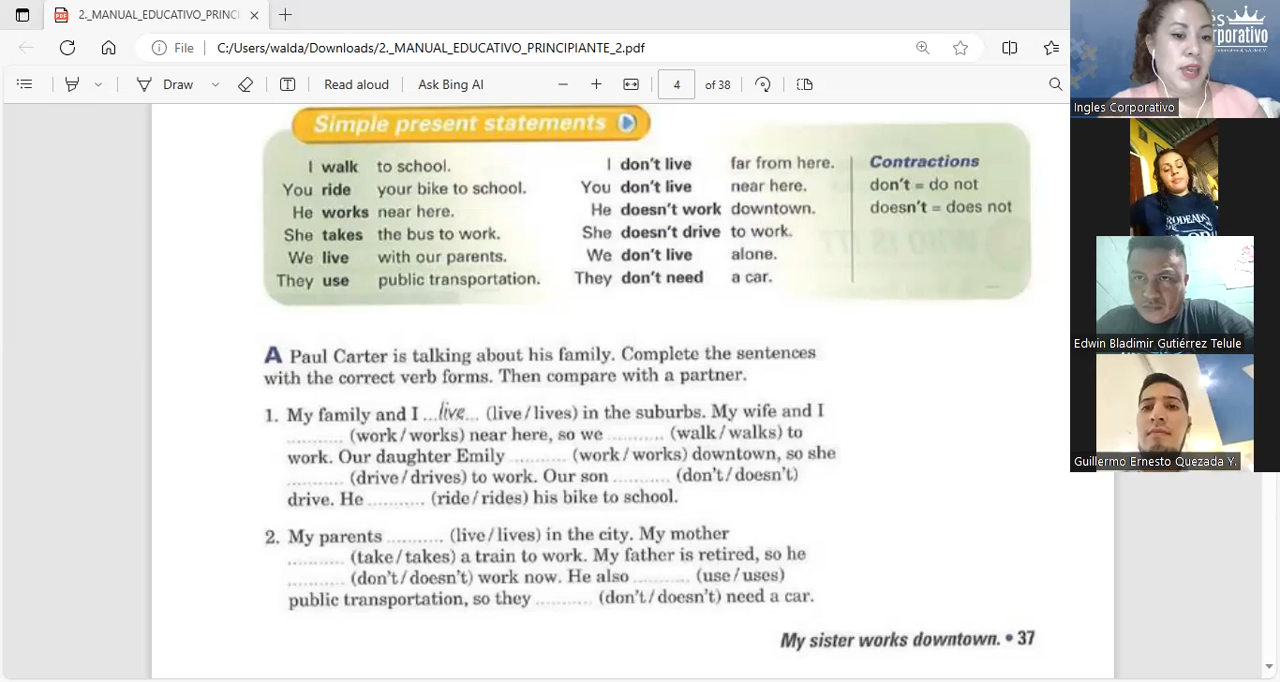 2._MANUAL_EDUCATIVO_PRINCI
File C:/Users/walda/Downloads/2._MANUAL_EDUCATIVO_PRINCIPIANTE_2.pdf
Draw Read aloud Ask Bing AI 4 of 38
Simple present statements
I walk to school. I don't live far from here. Contractions
You ride your bike to school. You don't live near here. don't = do not
He works near here. He doesn't work downtown. doesn't = does not
She takes the bus to work. She doesn't drive to work.
We live with our parents. We don't live alone.
They use public transportation. They don't need a car.
A Paul Carter is talking about his family. Complete the sentences
with the correct verb forms. Then compare with a partner.
1. My family and I ...live... (live/lives) in the suburbs. My wife and I
.......... (work/works) near here, so we .......... (walk/walks) to
work. Our daughter Emily .......... (work/works) downtown, so she
.......... (drive/drives) to work. Our son .......... (don't/doesn't)
drive. He .......... (ride/rides) his bike to school.
2. My parents .......... (live/lives) in the city. My mother
.......... (take/takes) a train to work. My father is retired, so he
.......... (don't/doesn't) work now. He also .......... (use/uses)
public transportation, so they .......... (don't/doesn't) need a car.
My sister works downtown. • 37
Ingles Corporativo
Edwin Bladimir Gutiérrez Telule
Guillermo Ernesto Quezada Y.